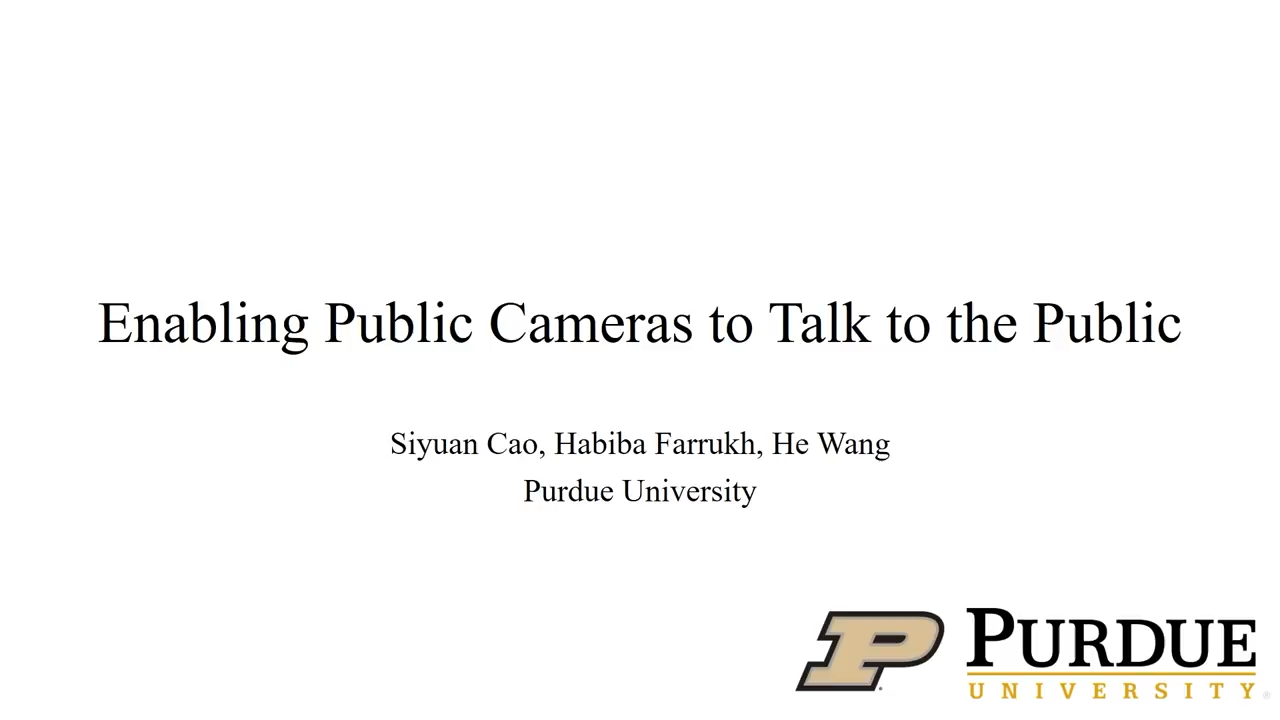 Enabling Public Cameras to Talk to the Public
Siyuan Cao, Habiba Farrukh, He Wang
Purdue University
P
PURDUE
UNIVERSITY®